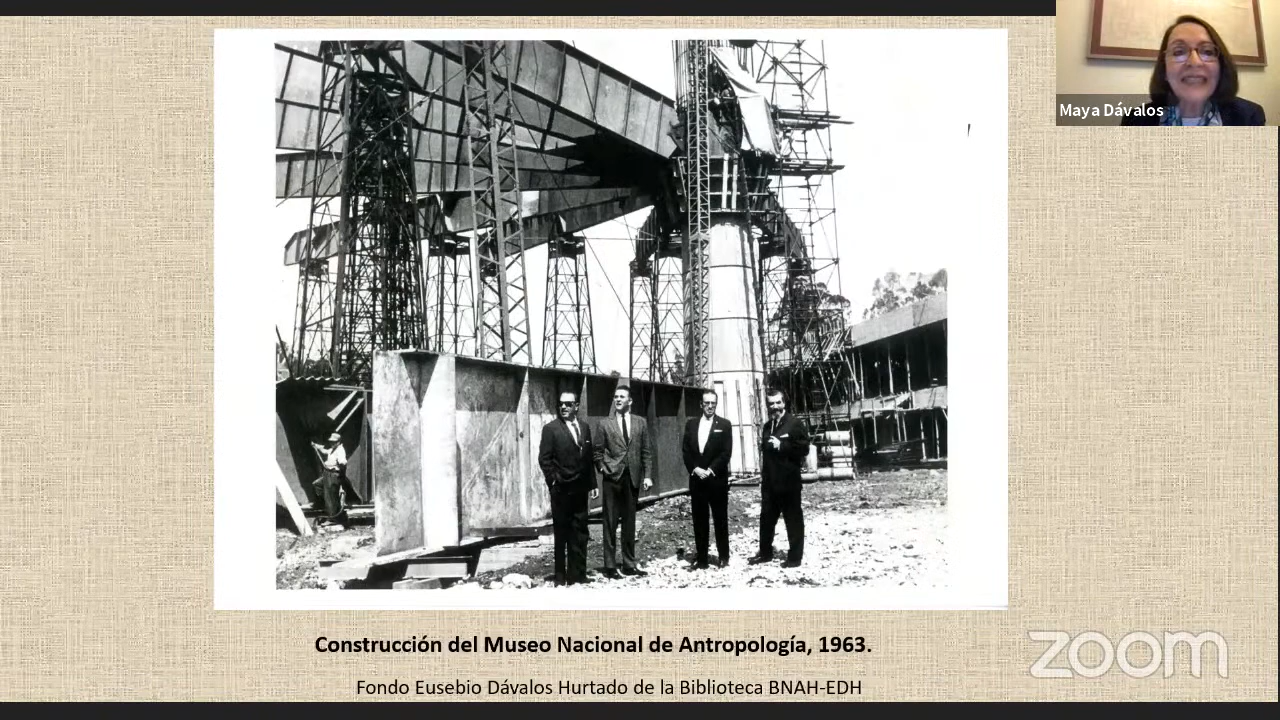 Maya Dávalos
Construcción del Museo Nacional de Antropología, 1963.
Fondo Eusebio Dávalos Hurtado de la Biblioteca BNAH-EDH
zoom